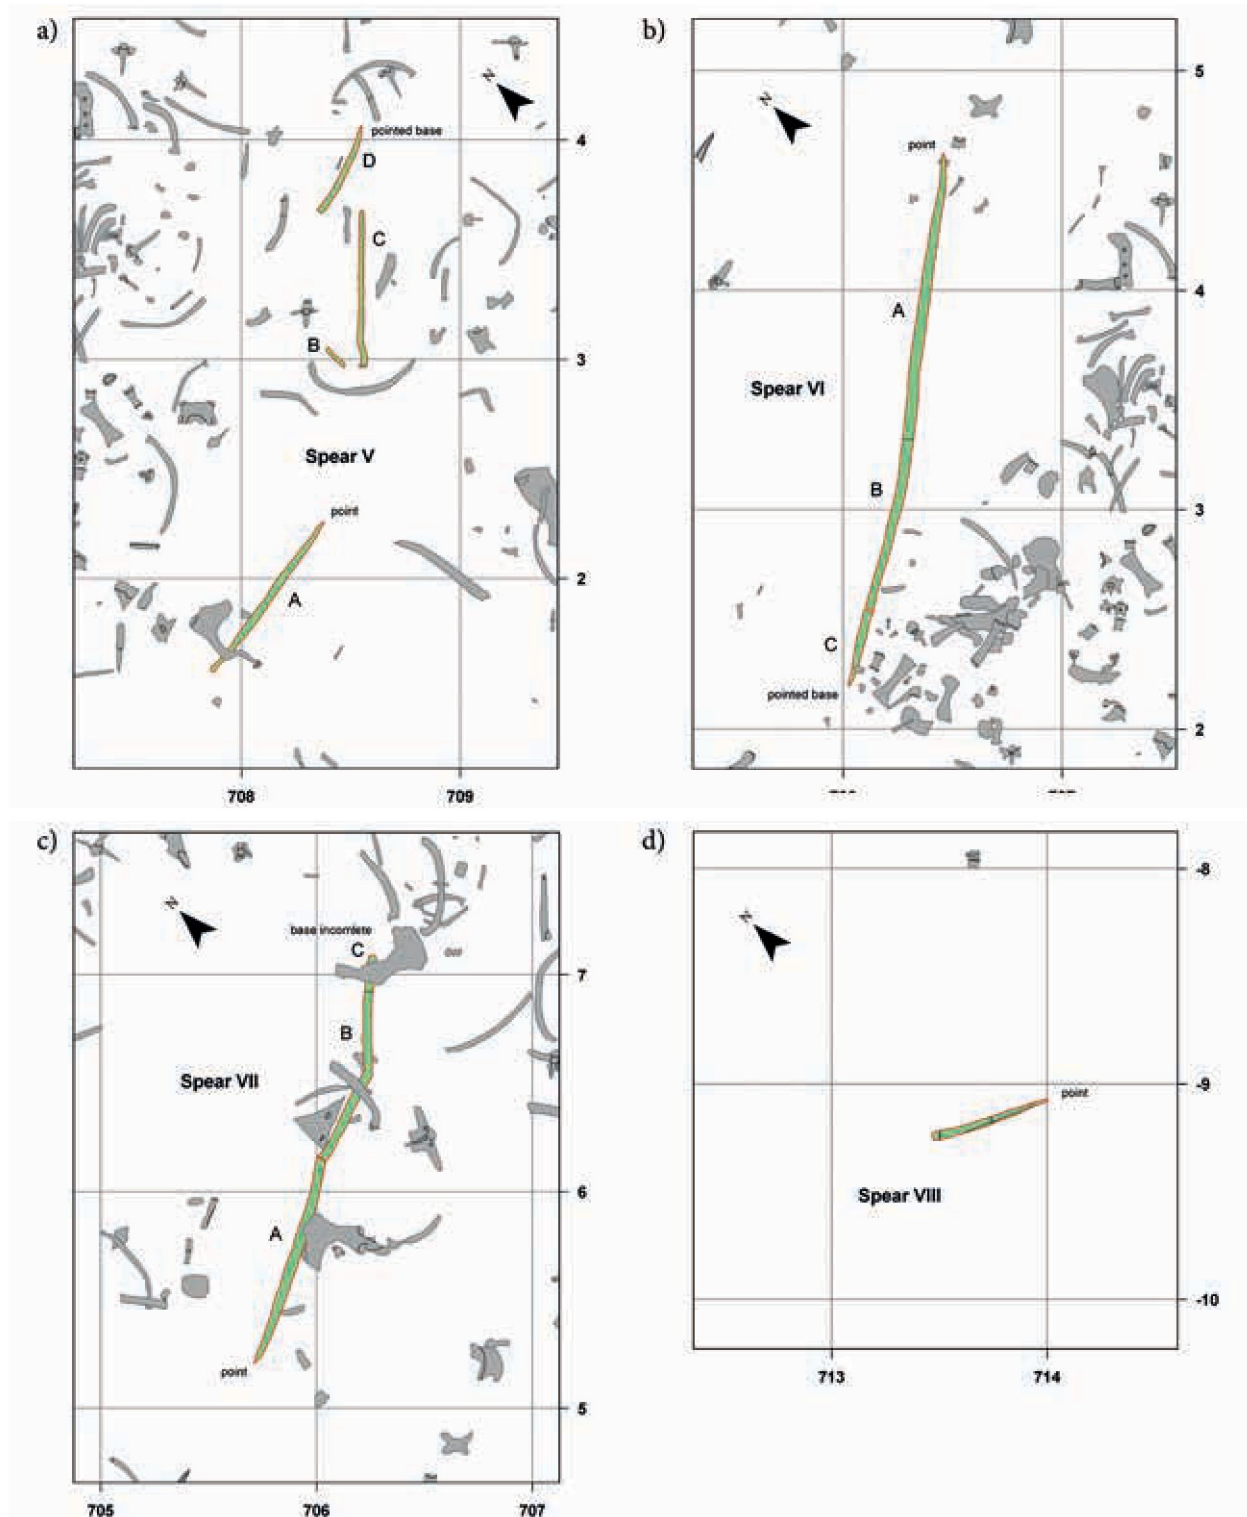 a)
N
pointed base
D
C
B
Spear V
point
A
4
3
2
708
709
b)
N
point
A
Spear VI
B
C
pointed base
5
4
3
2
c)
N
base incomlete
C
B
Spear VII
A
point
7
6
5
705
706
707
d)
N
point
Spear VIII
-8
-9
-10
713
714